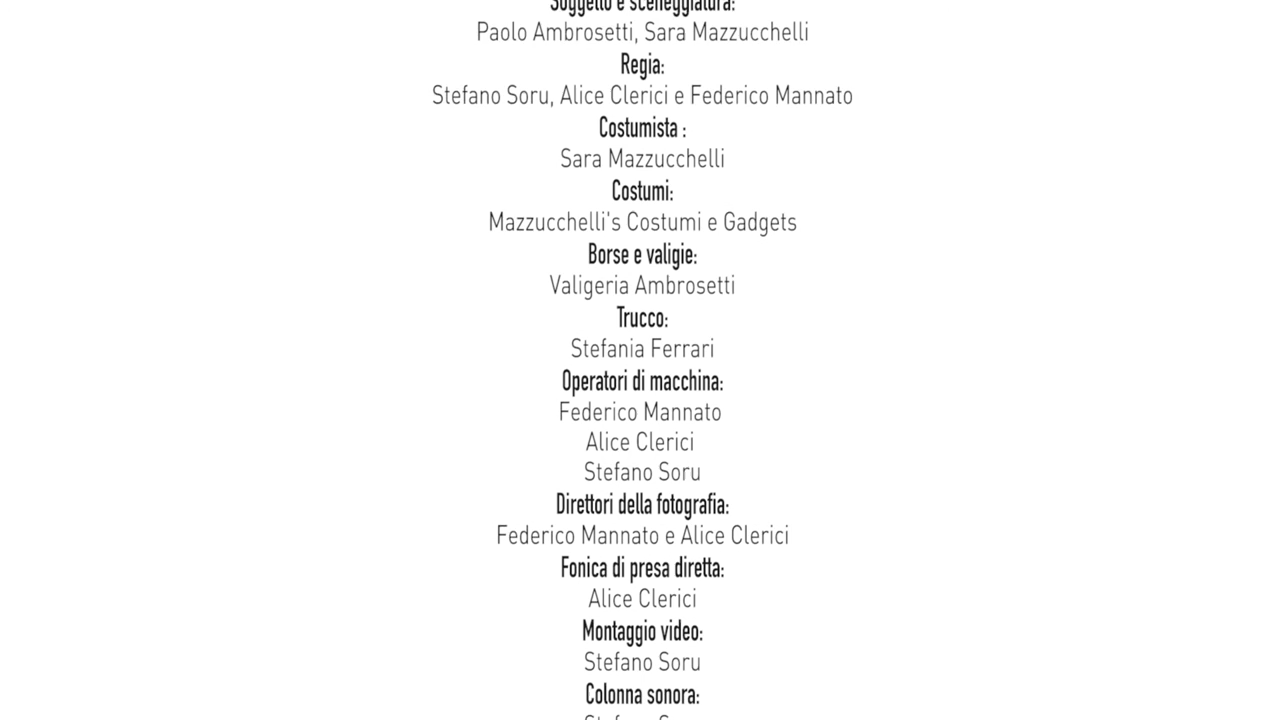 Soggetto e sceneggiatura:
Paolo Ambrosetti, Sara Mazzucchelli
Regia:
Stefano Soru, Alice Clerici e Federico Mannato
Costumista :
Sara Mazzucchelli
Costumi:
Mazzucchelli's Costumi e Gadgets
Borse e valigie:
Valigeria Ambrosetti
Trucco:
Stefania Ferrari
Operatori di macchina:
Federico Mannato
Alice Clerici
Stefano Soru
Direttori della fotografia:
Federico Mannato e Alice Clerici
Fonica di presa diretta:
Alice Clerici
Montaggio video:
Stefano Soru
Colonna sonora: